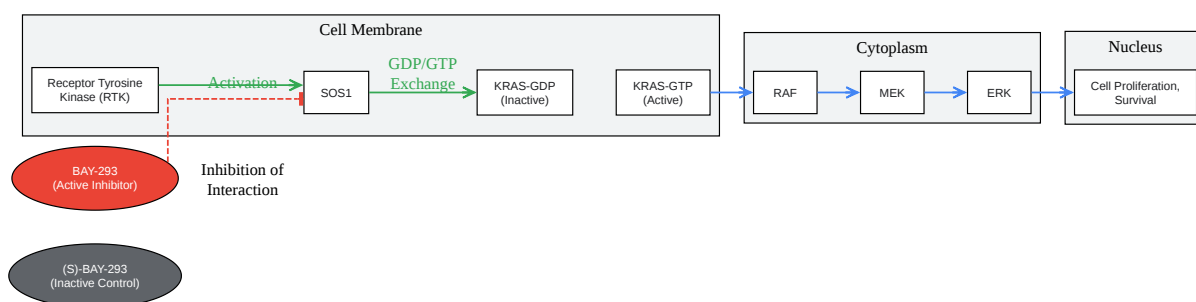 Cell Membrane
Receptor Tyrosine
Kinase (RTK)
Activation
SOS1
GDP/GTP
Exchange
KRAS-GDP
(Inactive)
KRAS-GTP
(Active)
Cytoplasm
RAF
MEK
ERK
Nucleus
Cell Proliferation,
Survival
BAY-293
(Active Inhibitor)
Inhibition of
Interaction
(S)-BAY-293
(Inactive Control)